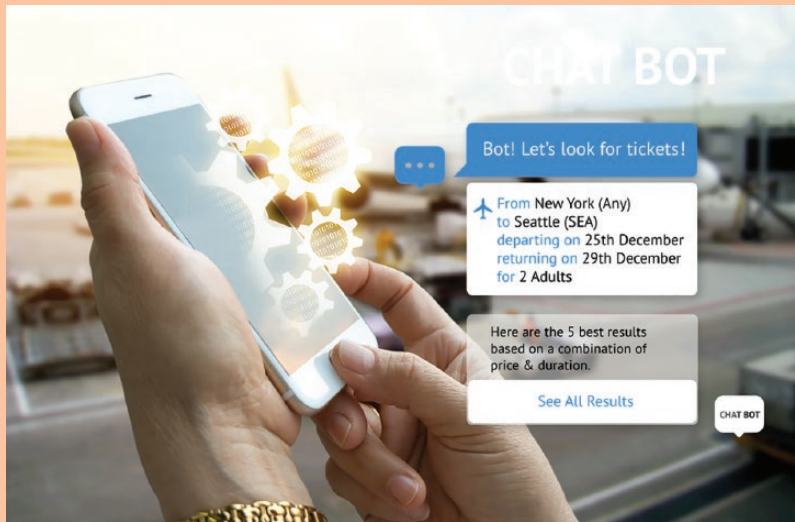 CHAT BOT
Bot! Let's look for tickets!
From New York (Any)
to Seattle (SEA)
departing on 25th December
returning on 29th December
for 2 Adults
Here are the 5 best results
based on a combination of
price & duration.
See All Results
CHAT BOT